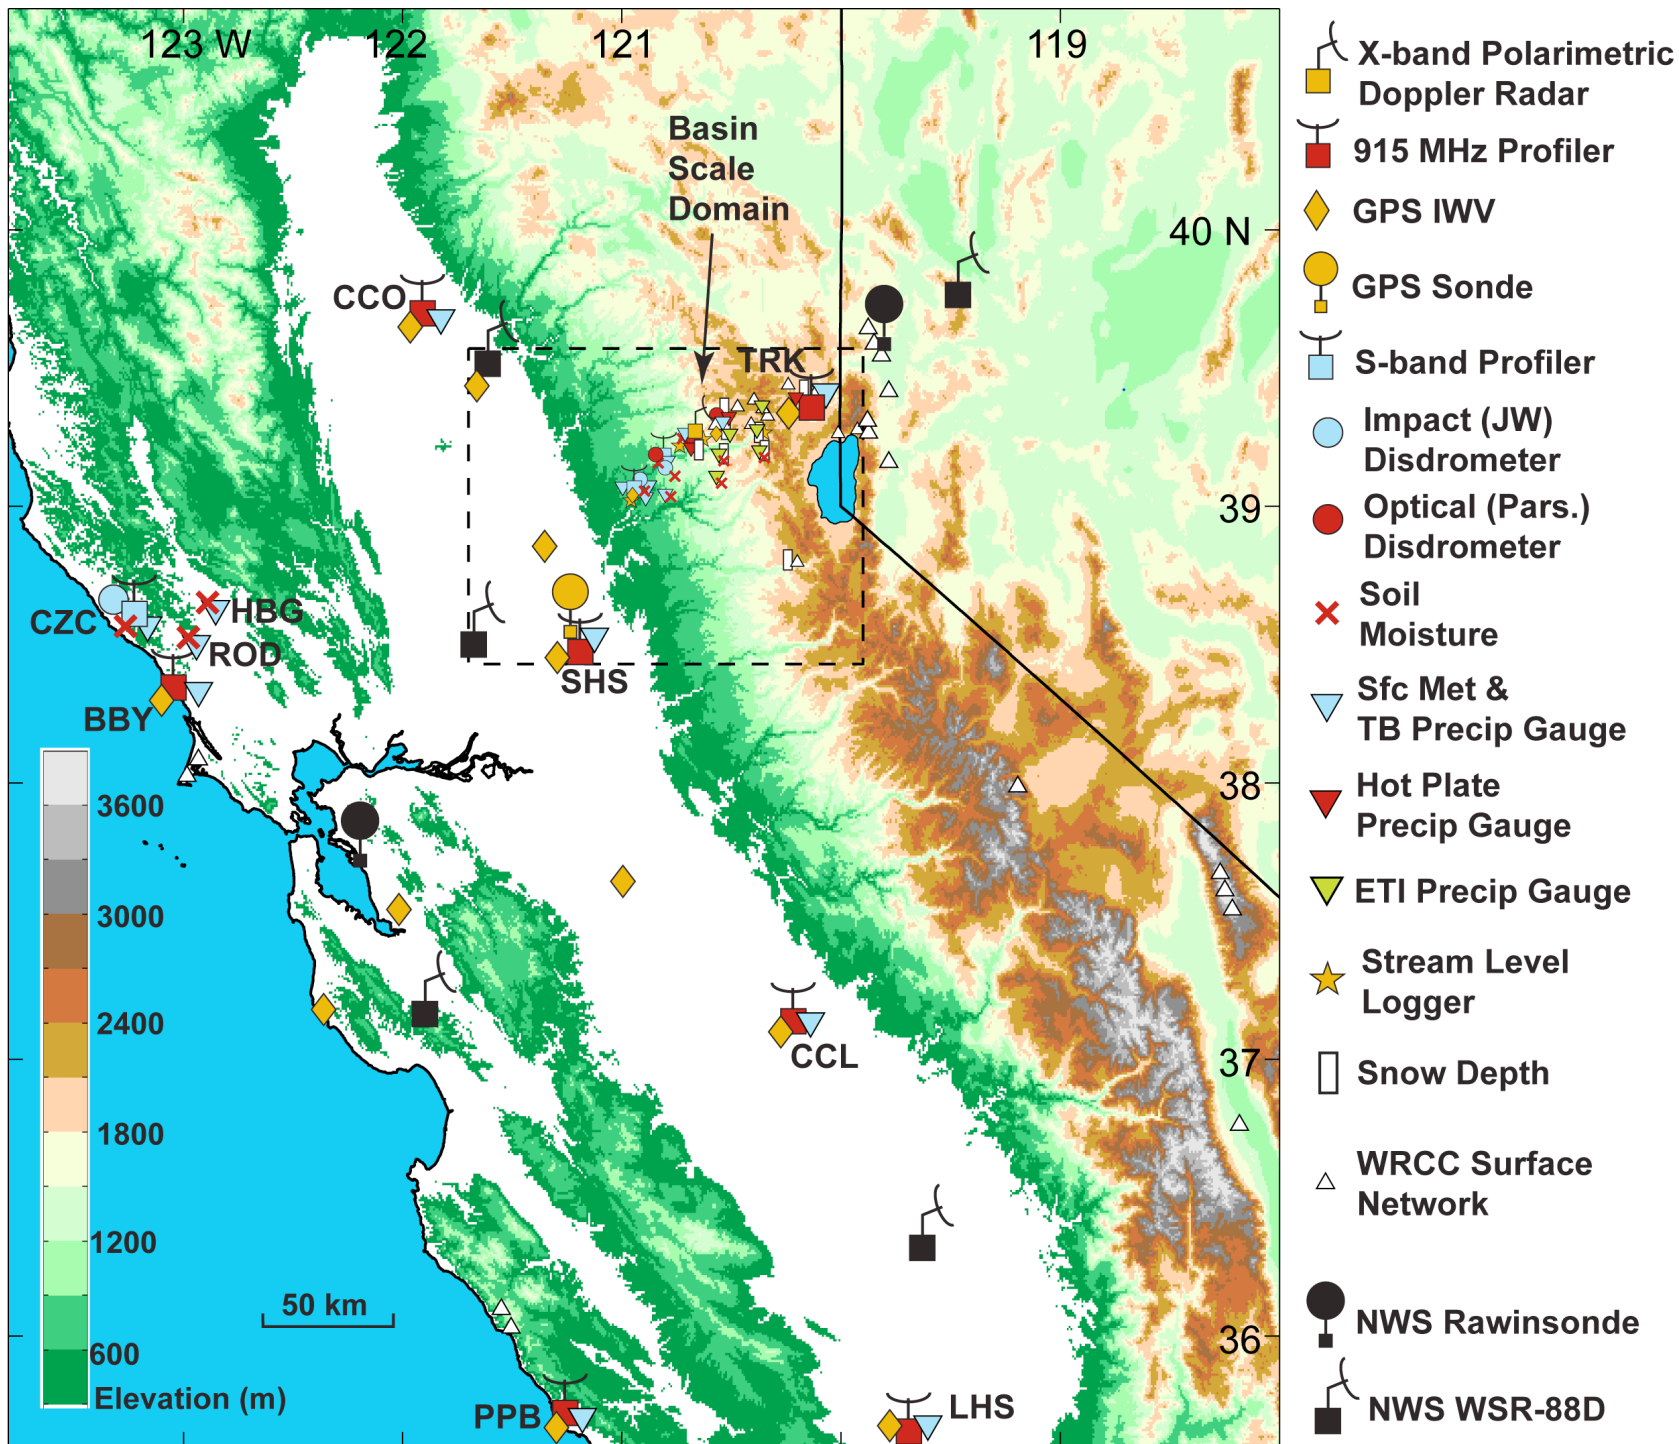 123 W
122
121
119
Basin
Scale
Domain
40 N
CCO
TRK
39
CZC
HBG
ROD
SHS
BBY
38
3600
3000
2400
CCL
37
1800
1200
50 km
36
600
Elevation (m)
PPB
LHS
X-band Polarimetric
Doppler Radar
915 MHz Profiler
GPS IWV
GPS Sonde
S-band Profiler
Impact (JW)
Disdrometer
Optical (Pars.)
Disdrometer
Soil
Moisture
Sfc Met &
TB Precip Gauge
Hot Plate
Precip Gauge
ETI Precip Gauge
Stream Level
Logger
Snow Depth
WRCC Surface
Network
NWS Rawinsonde
NWS WSR-88D